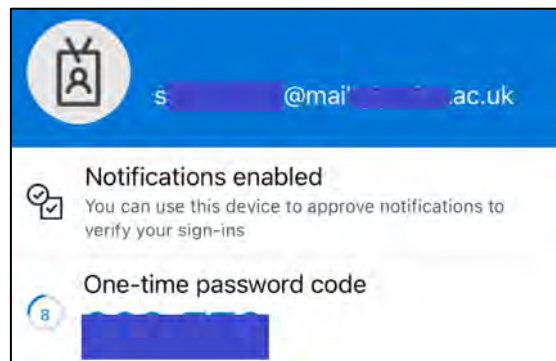 s @mai .ac.uk
Notifications enabled
You can use this device to approve notifications to
verify your sign-ins
One-time password code
8